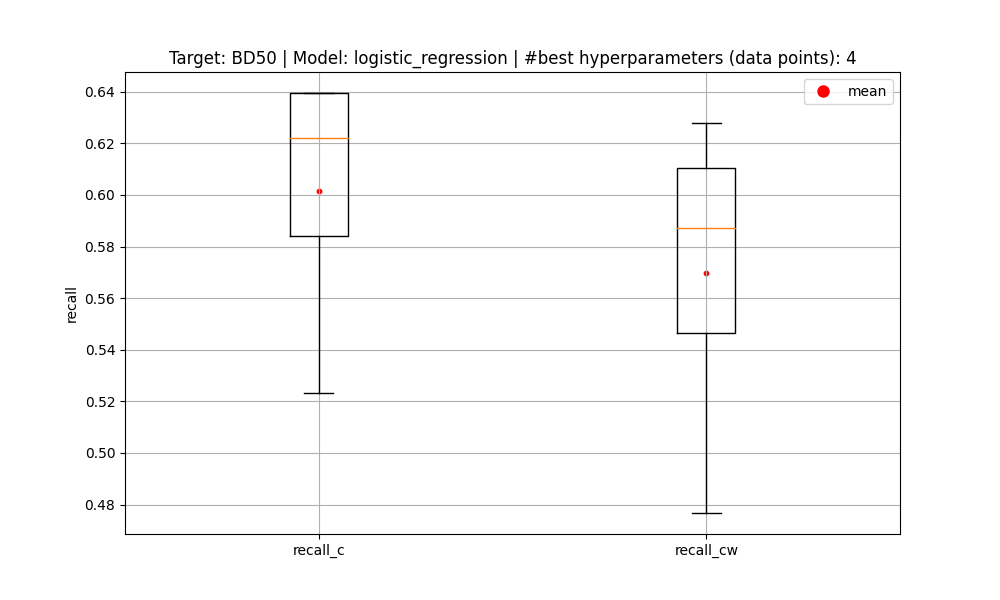 Target: BD50 | Model: logistic_regression | #best hyperparameters (data points): 4
mean
recall
0.64
0.62
0.60
0.58
0.56
0.54
0.52
0.50
0.48
recall_c
recall_cw